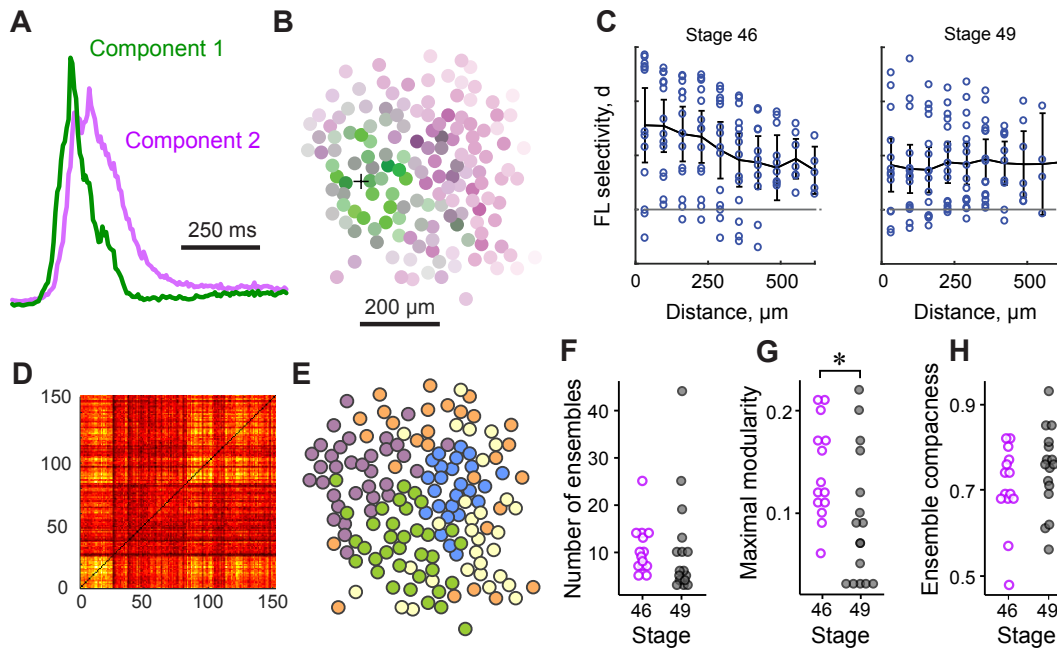 A
Component 1
Component 2
250 ms
B
200 µm
C
Stage 46
Stage 49
FL selectivity, d
0
250
500
0
250
500
Distance, µm
Distance, µm
D
150
100
50
0
0
50
100
150
E
F
Number of ensembles
40
30
20
10
46
49
Stage
G
*
Maximal modularity
0.2
0.1
46
49
Stage
H
Ensemble compacness
0.9
0.7
0.5
46
49
Stage